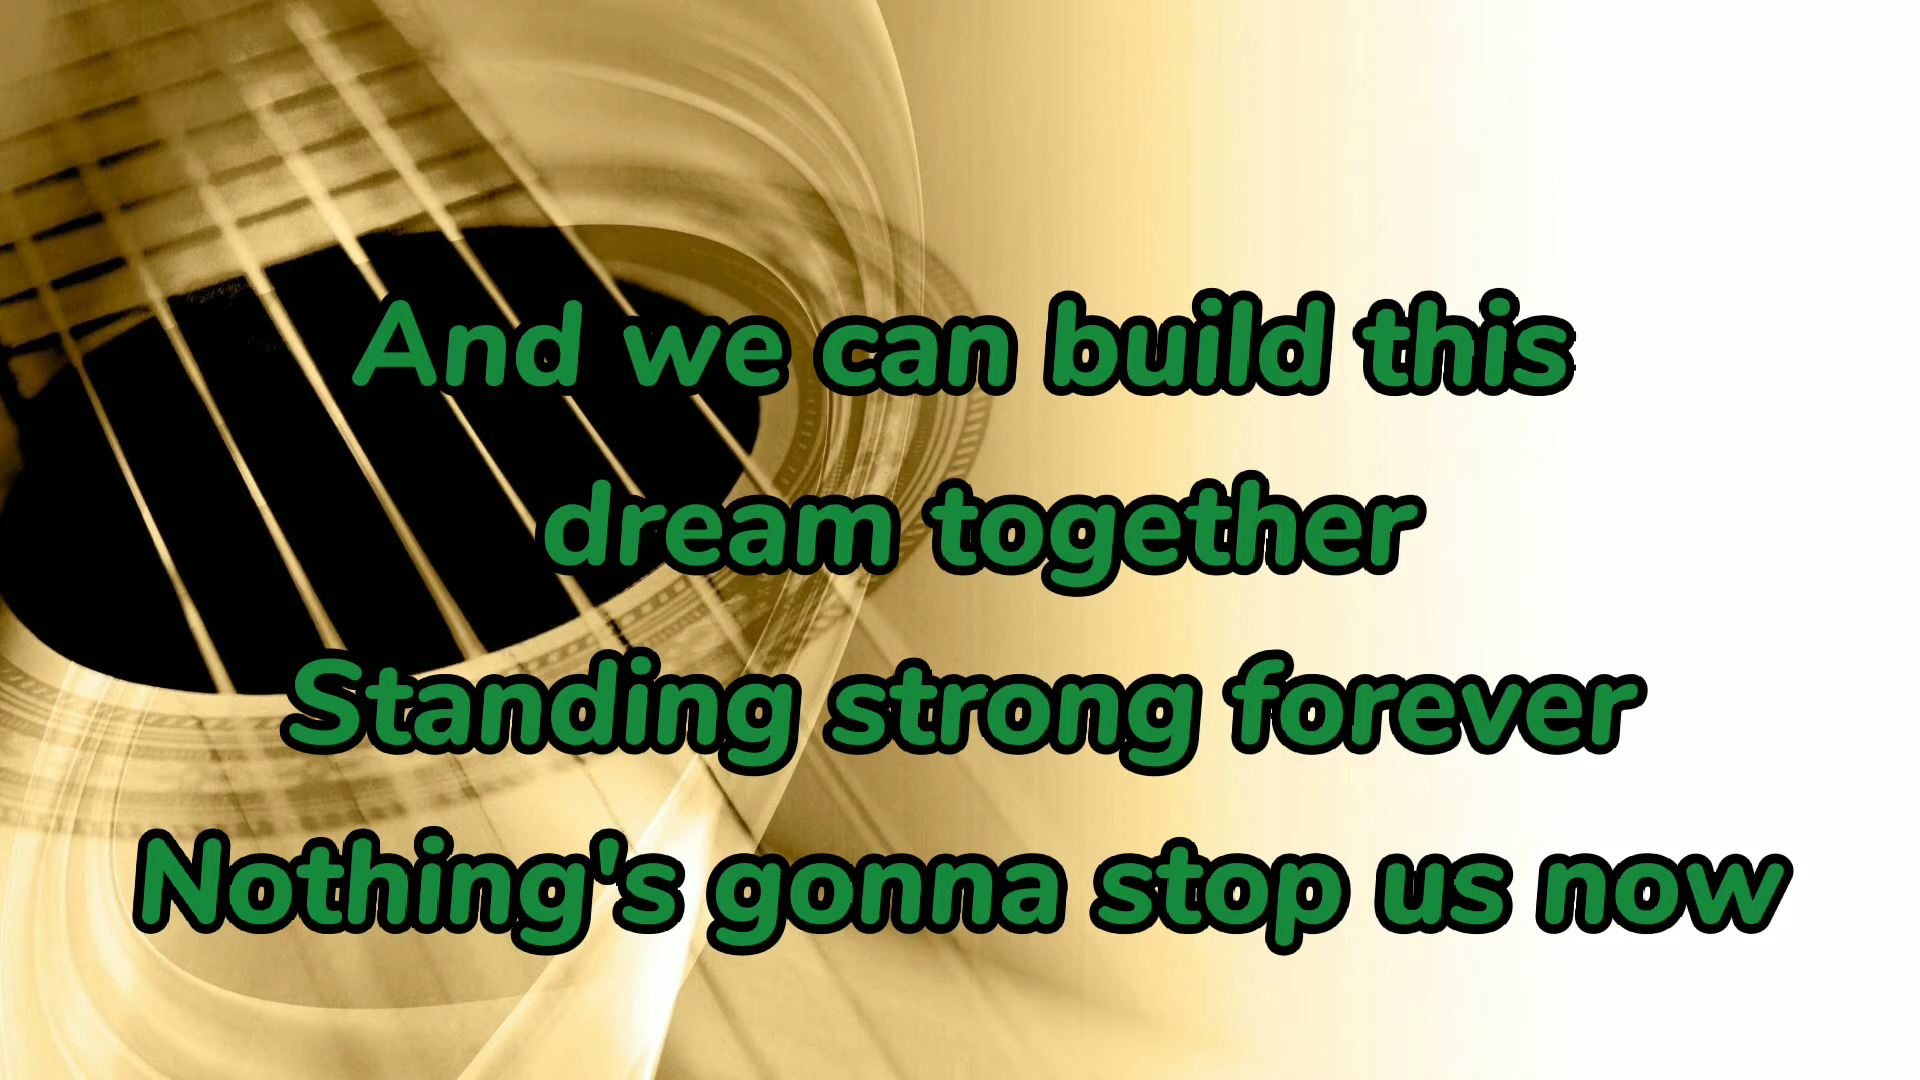 And we can build this
dream together
Standing strong forever
Nothing's gonna stop us now